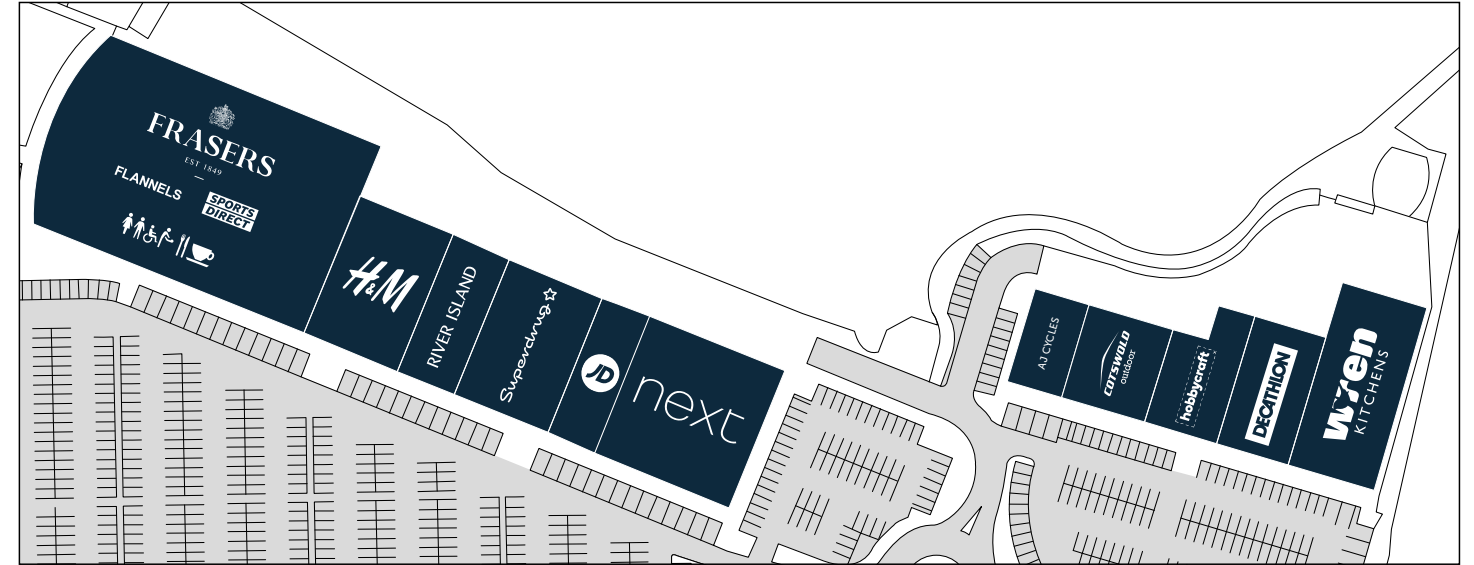 FRASERS
EST 1849
FLANNELS
SPORTS
DIRECT
H&M
RIVER ISLAND
Superdrug
JD
next
AJ CYCLES
COTSWOLD
outdoor
hobbycraft
DECATHLON
wren
KITCHENS